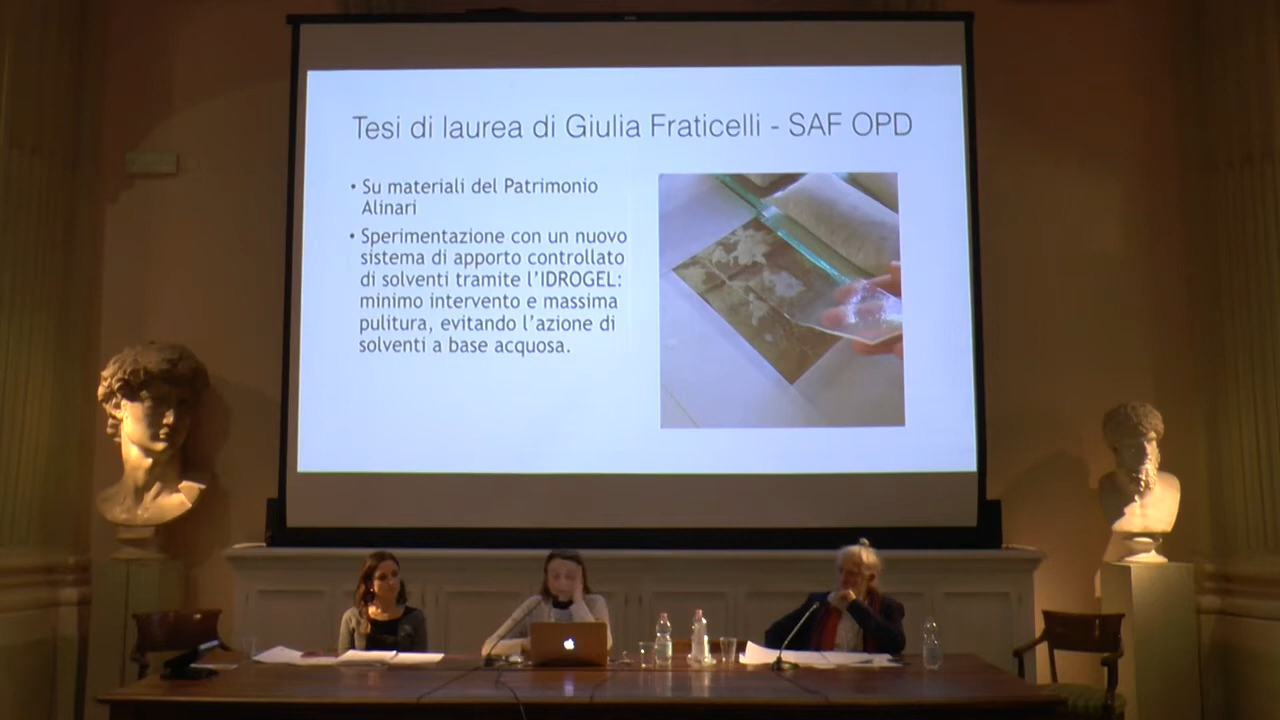 Tesi di laurea di Giulia Fraticelli - SAF OPD
• Su materiali del Patrimonio
Alinari
• Sperimentazione con un nuovo
sistema di apporto controllato
di solventi tramite l'IDROGEL:
minimo intervento e massima
pulitura, evitando l'azione di
solventi a base acquosa.